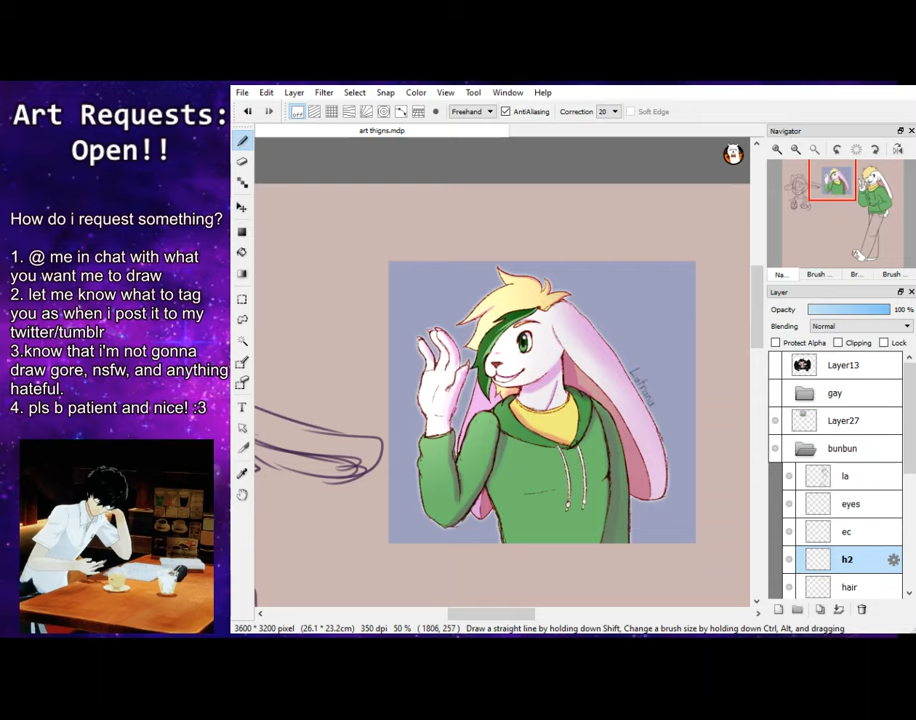 Art Requests:
Open!!
How do i request something?
1. @ me in chat with what
you want me to draw
2. let me know what to tag
you as when i post it to my
twitter/tumblr
3.know that i'm not gonna
draw gore, nsfw, and anything
hateful.
4. pls b patient and nice! :3
File Edit Layer Filter Select Snap Color View Tool Window Help
off Freehand AntiAliasing Correction 20 Soft Edge
art thigns.mdp
Navigator
Na... Brush ... Br... Brush ...
Layer
Opacity 100 %
Blending Normal
Protect Alpha Clipping Lock
Layer13
gay
Layer27
bunbun
la
eyes
ec
h2
hair
T
3600 * 3200 pixel (26.1 * 23.2cm) 350 dpi 50 % (1806, 257) Draw a straight line by holding down Shift, Change a brush size by holding down Ctrl, Alt, and dragging